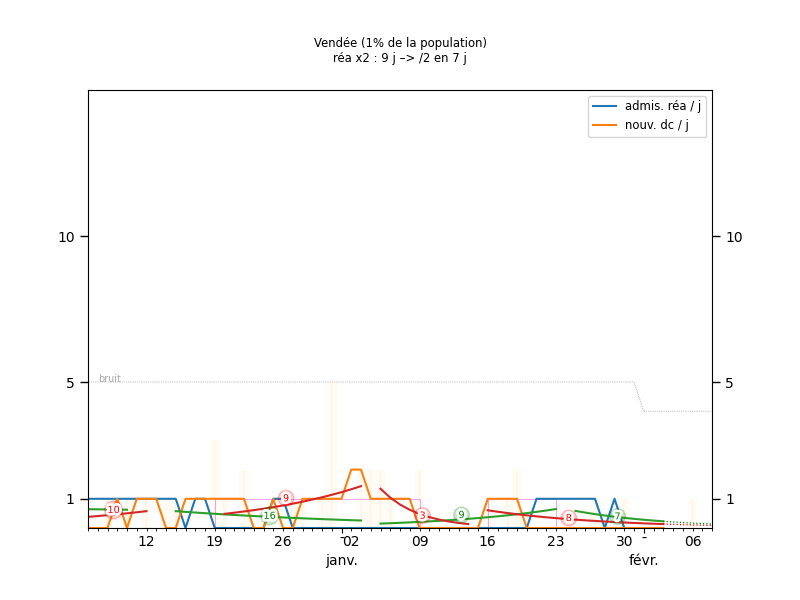 Vendée (1% de la population)
réa x2 : 9 j –> /2 en 7 j
admis. réa / j
nouv. dc / j
10 10
bruit
5 5
1 1
10 16 9 3 9 8 7
12 19 26 02 09 16 23 30 06
janv. févr.